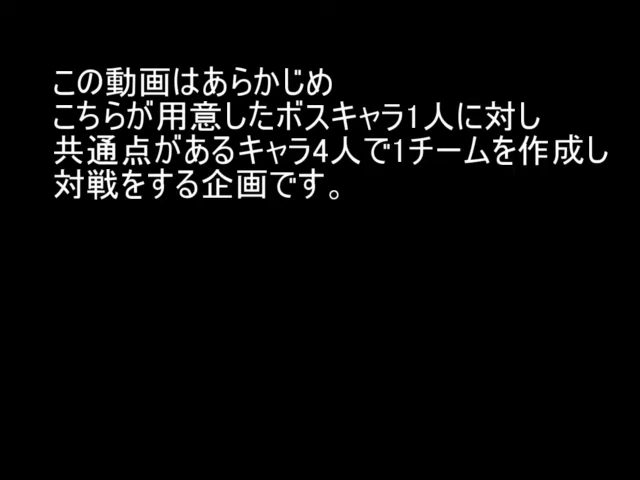 この動画はあらかじめ
こちらが用意したボスキャラ1人に対し
共通点があるキャラ4人で1チームを作成し
対戦をする企画です。